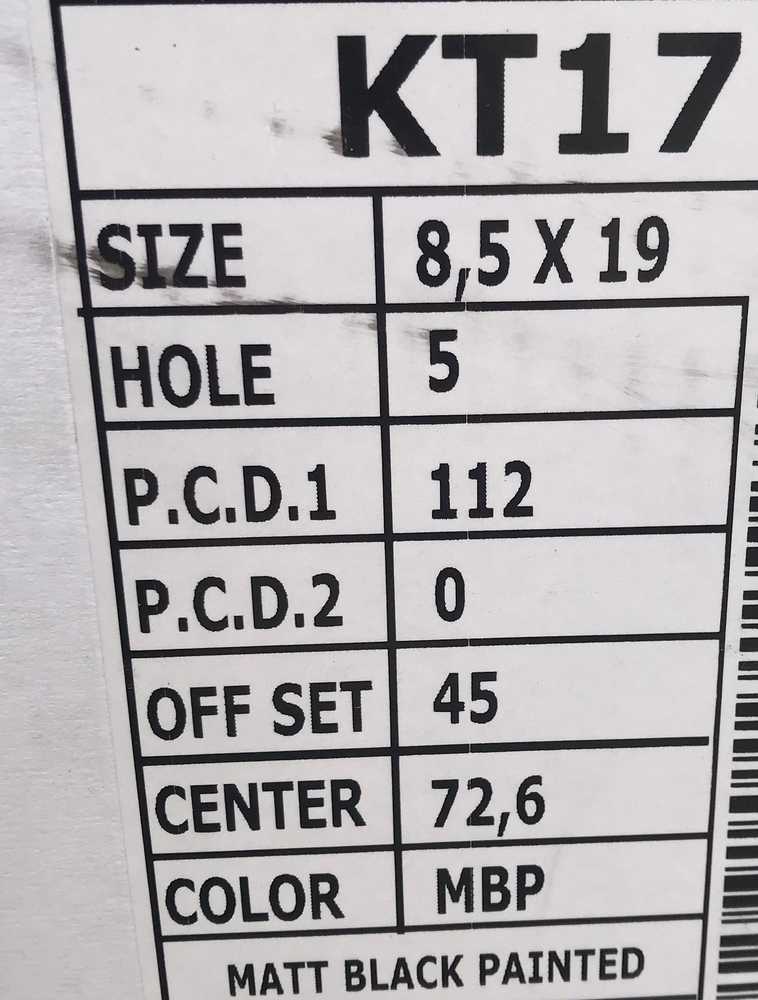 KT17
SIZE 8,5 X 19
HOLE 5
P.C.D.1 112
P.C.D.2 0
OFF SET 45
CENTER 72,6
COLOR MBP
MATT BLACK PAINTED